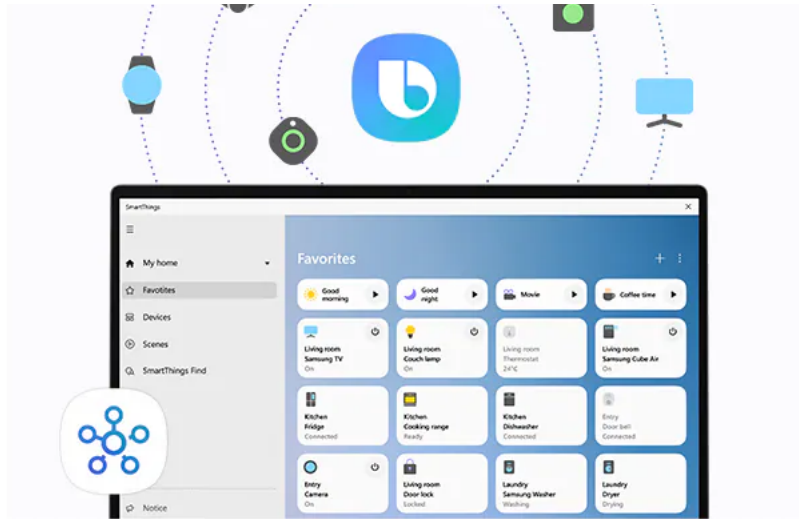 SmartThings
My home
Favotites
Devices
Scenes
SmartThings Find
Notice
Favorites
Good
morning
Good
night
Movie
Coffee time
Living room
Samsung TV
On
Living room
Couch lamp
On
Living room
Thermostat
24°C
Living room
Samsung Cube Air
On
Kitchen
Fridge
Connected
Kitchen
Cooking range
Ready
Kitchen
Dishwasher
Connected
Entry
Door bell
Connected
Entry
Camera
On
Living room
Door lock
Locked
Laundry
Samsung Washer
Washing
Laundry
Dryer
Drying